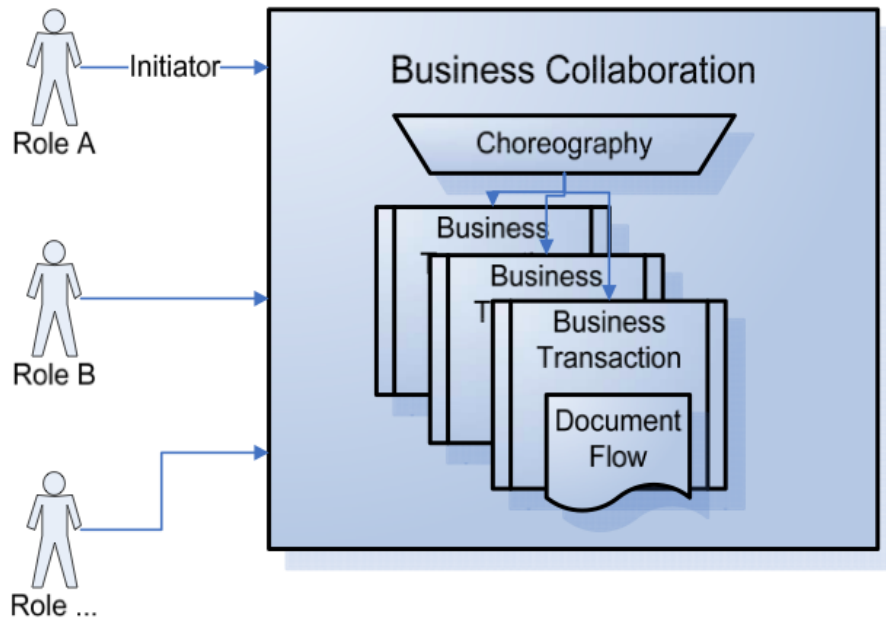 Initiator
Role A
Role B
Role ...
Business Collaboration
Choreography
Business
T
Business
T
Business
Transaction
Document
Flow